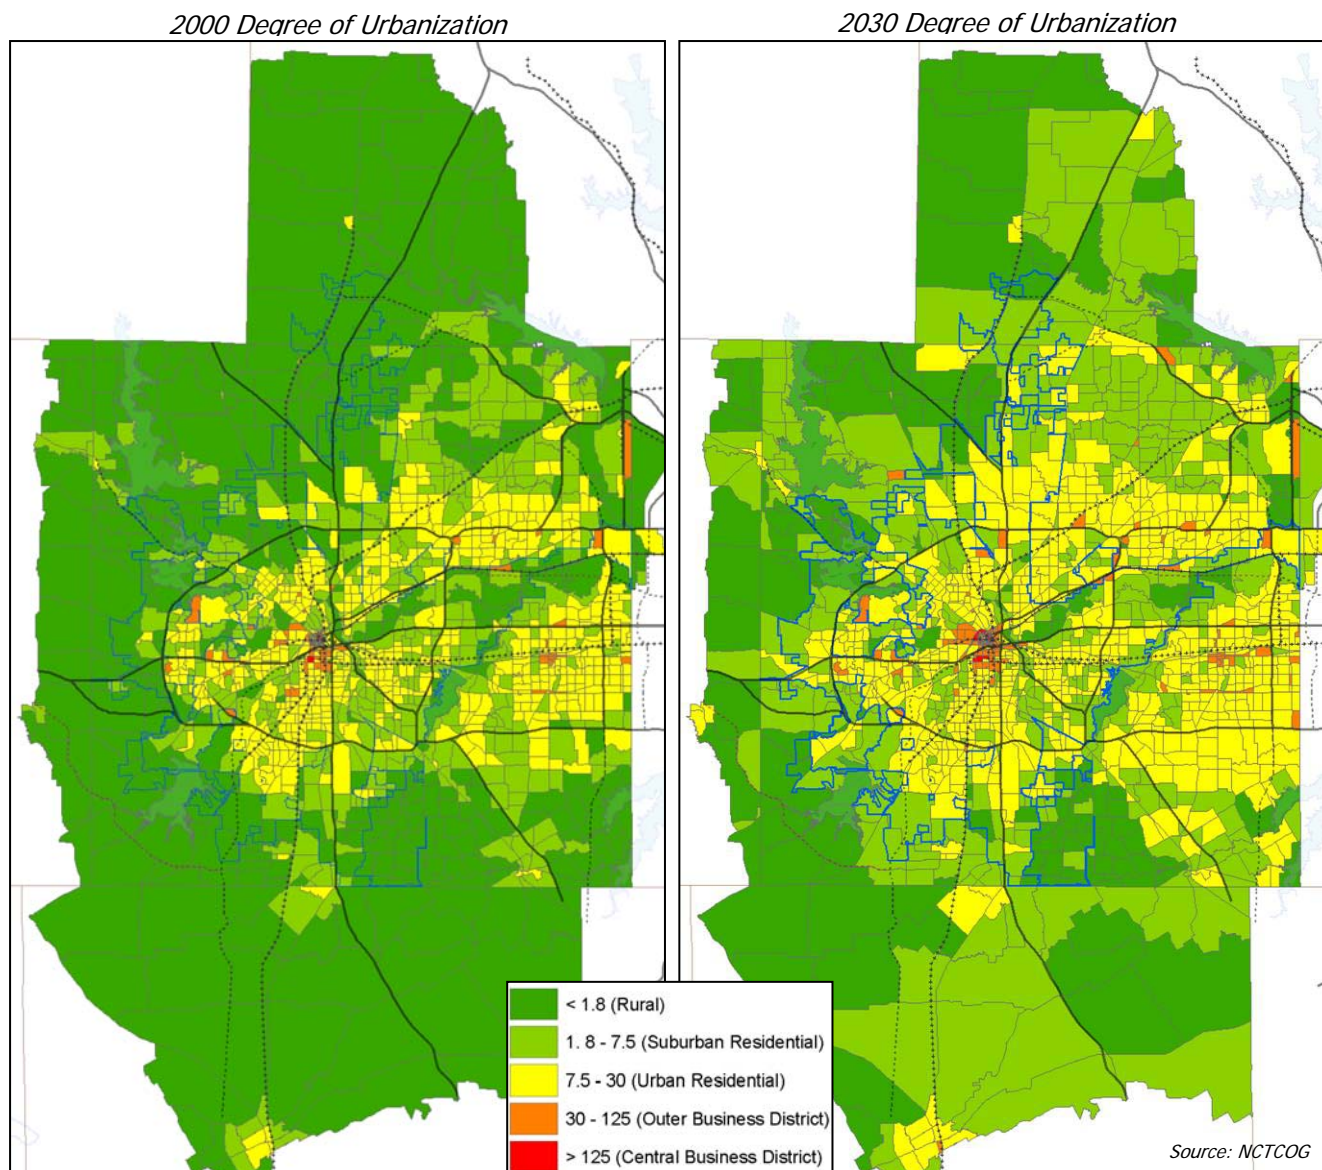 2000 Degree of Urbanization
2030 Degree of Urbanization
< 1.8 (Rural)
1. 8 - 7.5 (Suburban Residential)
7.5 - 30 (Urban Residential)
30 - 125 (Outer Business District)
> 125 (Central Business District)
Source: NCTCOG